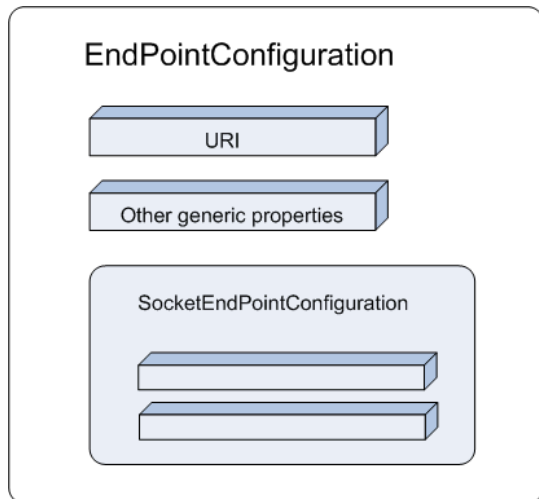 EndPointConfiguration
URI
Other generic properties
SocketEndPointConfiguration